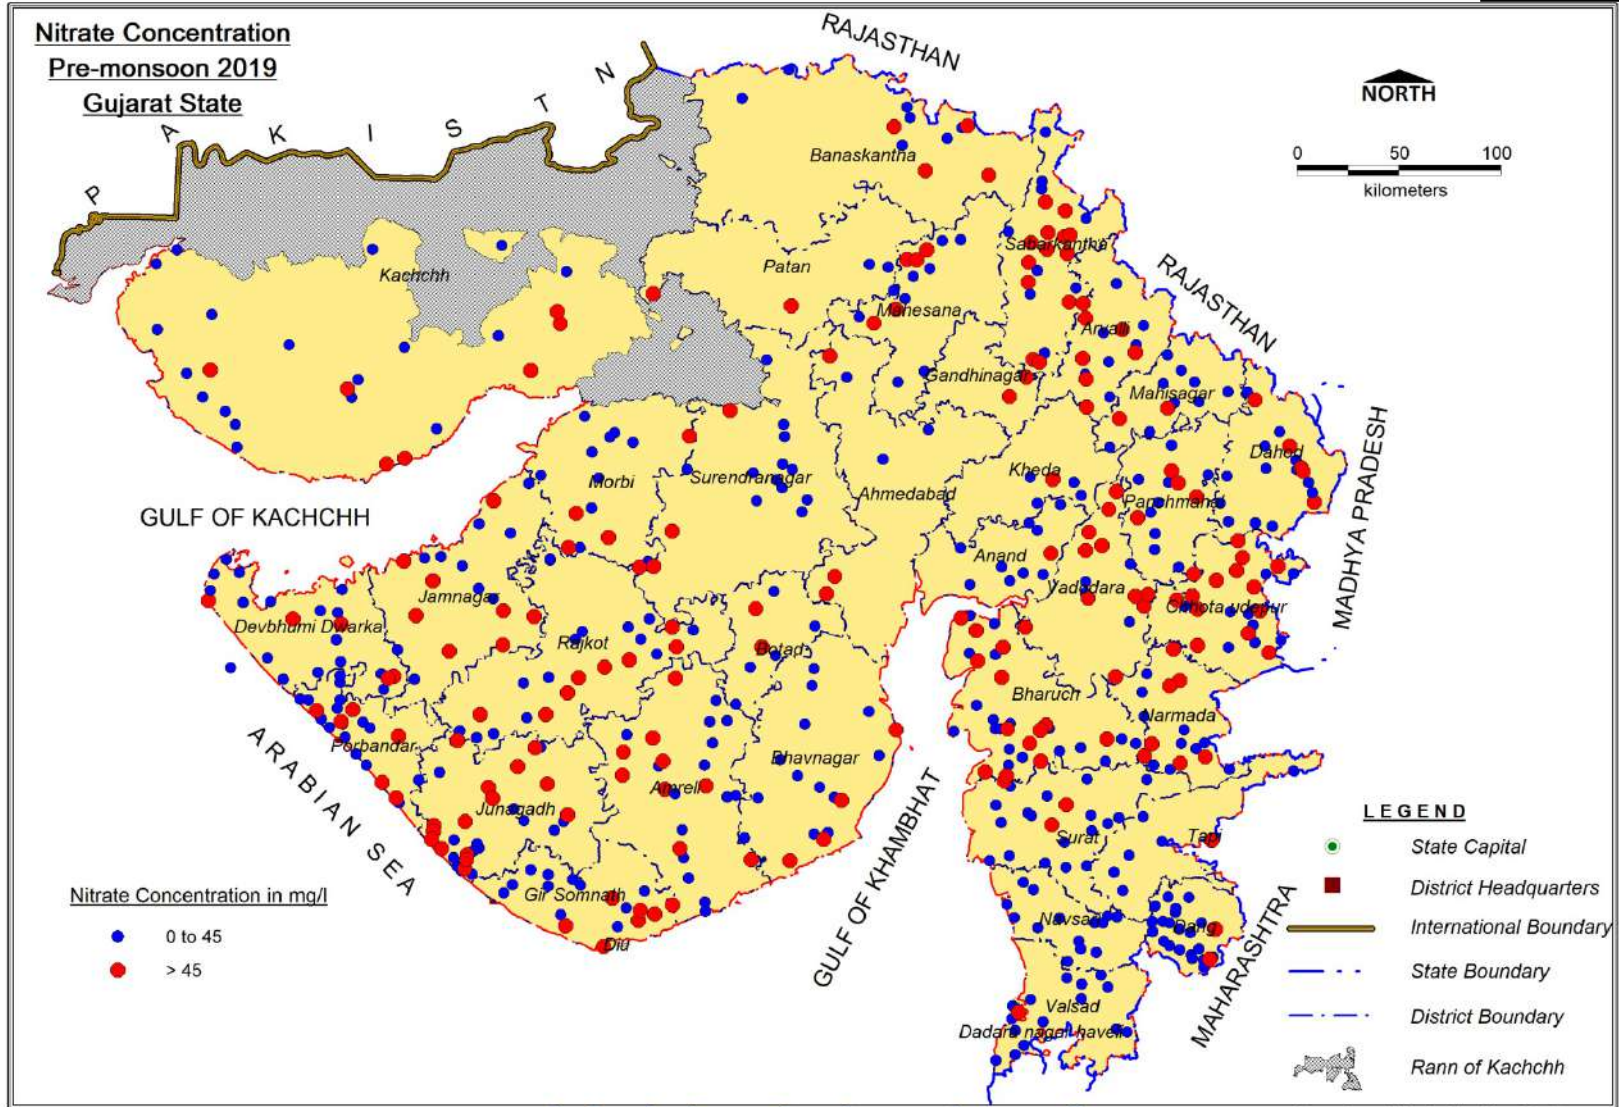 Nitrate Concentration
Pre-monsoon 2019
Gujarat State
RAJASTHAN
P A K I S T N
NORTH
0 50 100
kilometers
Banaskantha
Sabarkantha
Patan
Kachchh
RAJASTHAN
Mahesana
Arvalli
Gandhinagar
Mahisagar
Dahod
Kheda
Morbi
Surendranagar
Ahmedabad
Panchmahal
MADHYA PRADESH
GULF OF KACHCHH
Anand
Vadodara
Jamnagar
Chhota udepur
Devbhumi Dwarka
Rajkot
Botad
Bharuch
Narmada
Porbandar
Bhavnagar
ARABIAN SEA
Amreli
Junagadh
GULF OF KHAMBHAT
Surat
Tapi
Gir Somnath
Diu
Navsari
Dang
MAHARASHTRA
Valsad
Dadara nagar haveli
Nitrate Concentration in mg/l
0 to 45
> 45
LEGEND
State Capital
District Headquarters
International Boundary
State Boundary
District Boundary
Rann of Kachchh